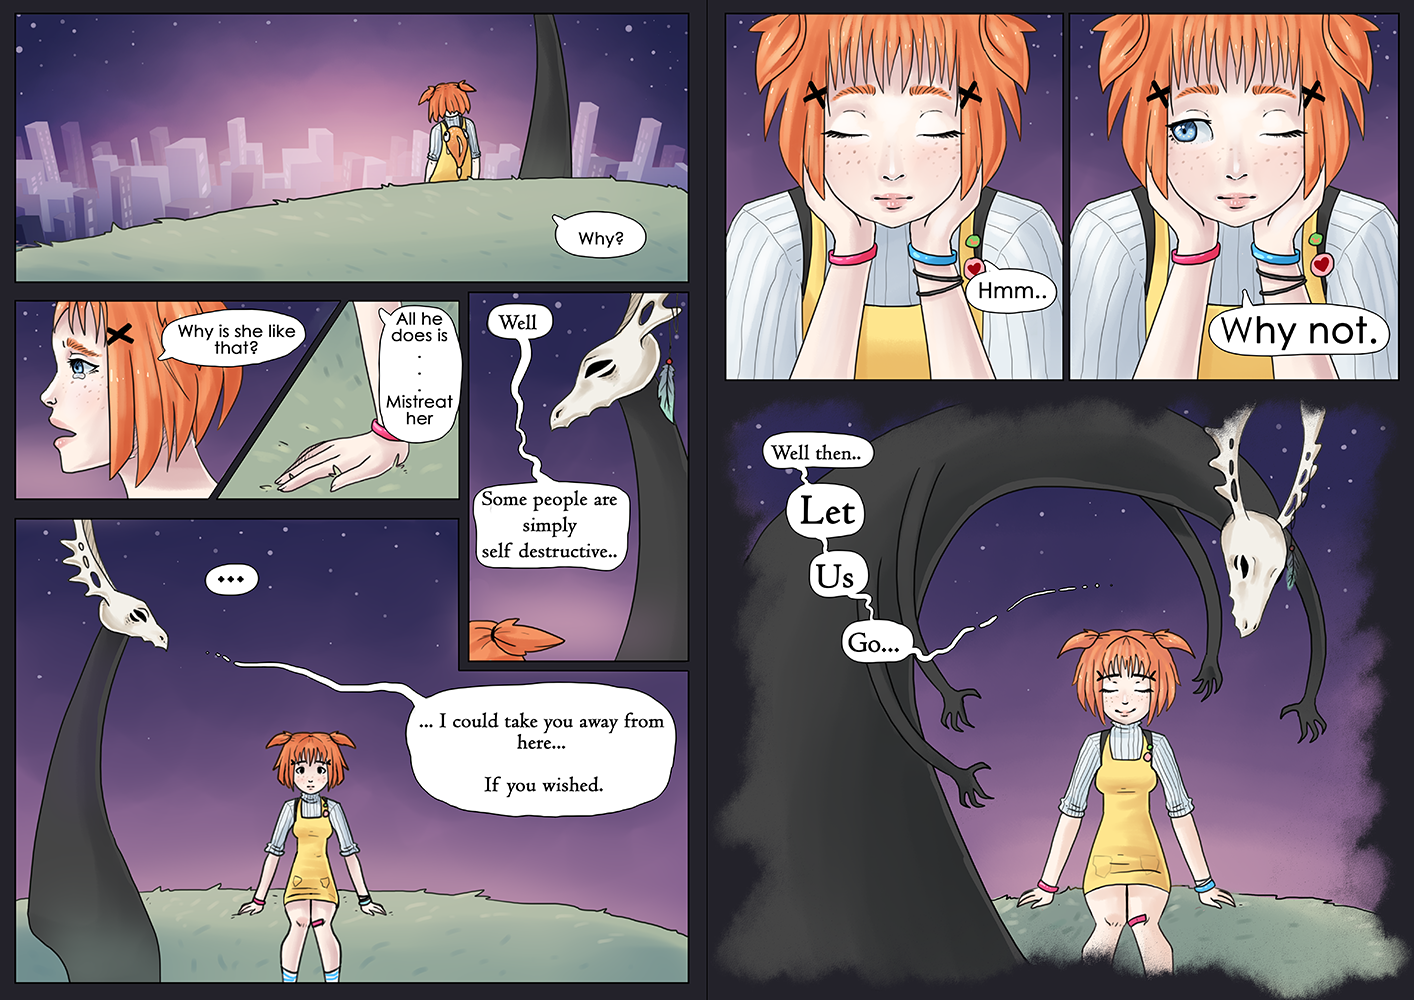 Why?
Why is she like
that?
All he
does is
.
.
.
Mistreat
her
Well
Some people are
simply
self destructive..
...
... I could take you away from
here...
If you wished.
Hmm..
Why not.
Well then..
Let
Us
Go...